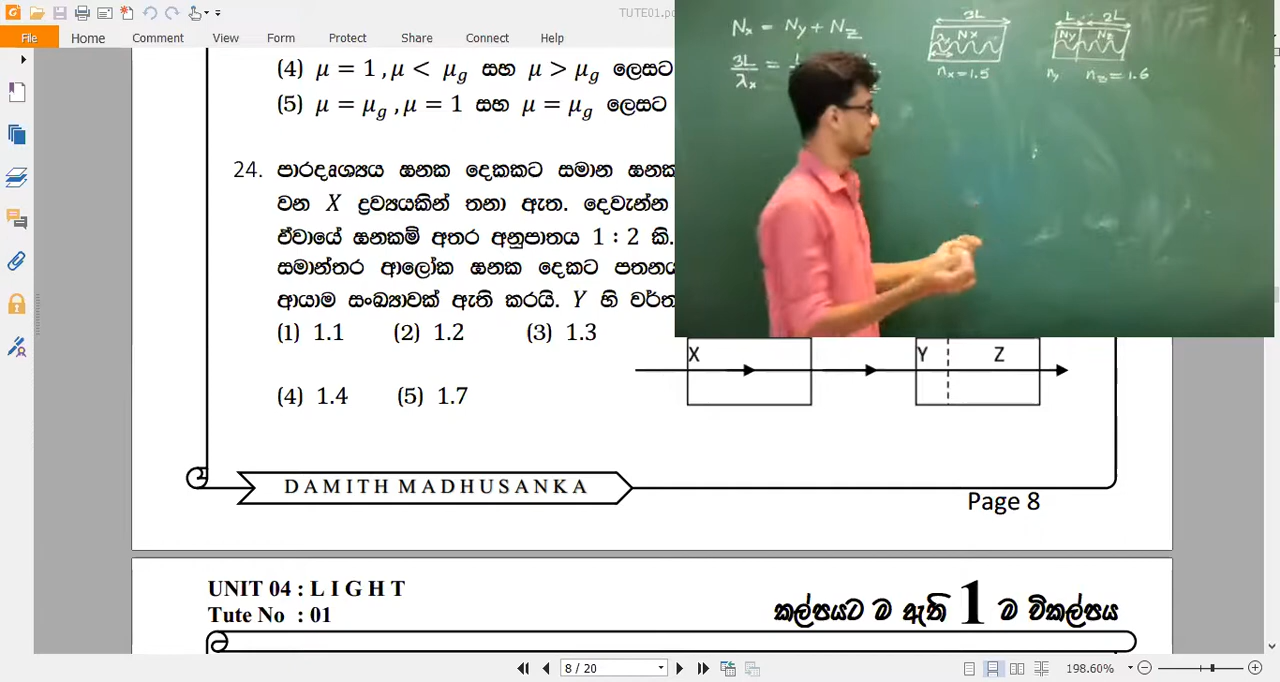 TUTE01.p
File Home Comment View Form Protect Share Connect Help
(4) μ = 1 , μ < μg සහ μ > μg ලෙසට
(5) μ = μg , μ = 1 සහ μ = μg ලෙසට
24. පාරදෘශ්‍යය ඝනක දෙකකට සමාන ඝනක
වන X ද්‍රව්‍යයකින් තනා ඇත. දෙවැන්න
ඒවායේ ඝනකම් අතර අනුපාතය 1 : 2 කි.
සමාන්තර ආලෝක ඝනක දෙකට පතනය
ආයාම සංඛ්‍යාවක් ඇති කරයි. Y හි වර්ත
(1) 1.1 (2) 1.2 (3) 1.3
(4) 1.4 (5) 1.7
Nx = Ny + Nz
3L/λx =
3L
λx Nx
nx = 1.5
L 2L
Ny Nz
ny nz = 1.6
X
Y Z
DAMITH MADHUSANKA
Page 8
UNIT 04 : L I G H T
Tute No : 01
කල්පයට ම ඇති 1 ම විකල්පය
8 / 20
198.60%